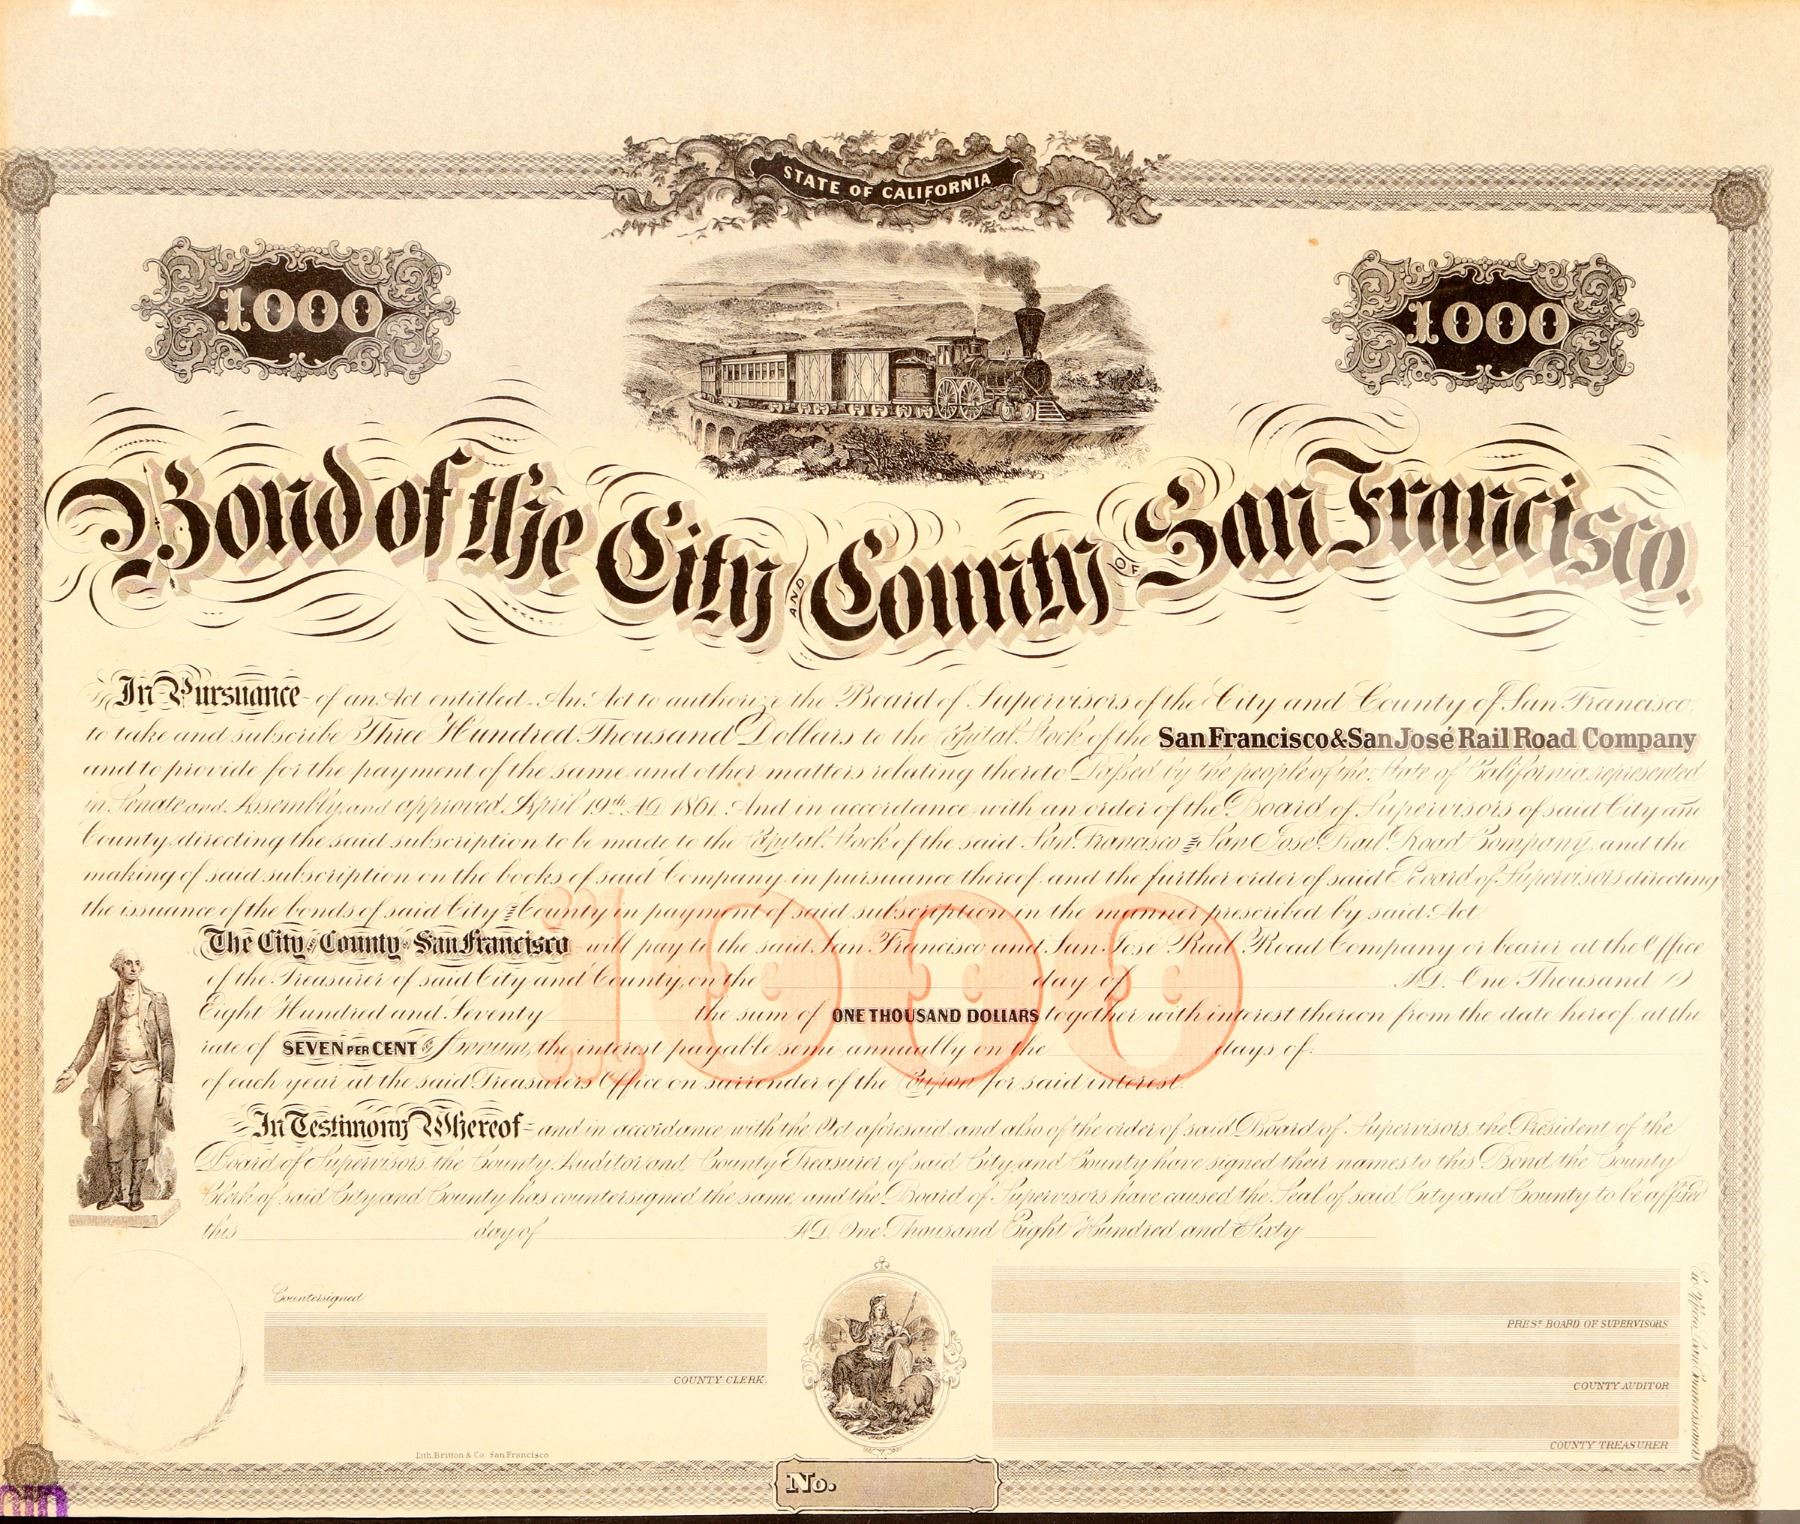 STATE OF CALIFORNIA
1000
1000
Bond of the City AND County OF San Francisco.
In Pursuance of an Act entitled An Act to authorize the Board of Supervisors of the City and County of San Francisco,
to take and subscribe Three Hundred Thousand Dollars to the Capital Stock of the San Francisco & San José Rail Road Company
and to provide for the payment of the same and other matters relating thereto Passed by the people of the State of California represented
in Senate and Assembly, and approved April 19th AD 1861. And in accordance with an order of the Board of Supervisors of said City and
County, directing the said subscription to be made to the Capital Stock of the said San Francisco and San José Rail Road Company, and the
making of said subscription on the books of said Company, in pursuance thereof, and the further order of said Board of Supervisors directing
the issuance of the bonds of said City and County in payment of said subscription in the manner prescribed by said Act
The City & County of San Francisco will pay to the said San Francisco and San José Rail Road Company or bearer at the Office
of the Treasurer of said City and County, on the day of AD. One Thousand
Eight Hundred and Seventy the sum of ONE THOUSAND DOLLARS together with interest thereon from the date hereof, at the
rate of SEVEN PER CENT Annum, the interest payable semi annually on the days of
of each year at the said Treasurers Office on surrender of the Coupon for said interest.
1000
In Testimony Whereof and in accordance with the Act aforesaid and also of the order of said Board of Supervisors, the President of the
Board of Supervisors, the County Auditor and County Treasurer of said City and County have signed their names to this Bond, the County
Clerk of said City and County has countersigned the same, and the Board of Supervisors have caused the Seal of said City and County to be affixed
this day of AD. One Thousand Eight Hundred and Sixty
Countersigned
COUNTY CLERK.
PREST BOARD OF SUPERVISORS
COUNTY AUDITOR
COUNTY TREASURER
Lith. Britton & Co. San Francisco
No.